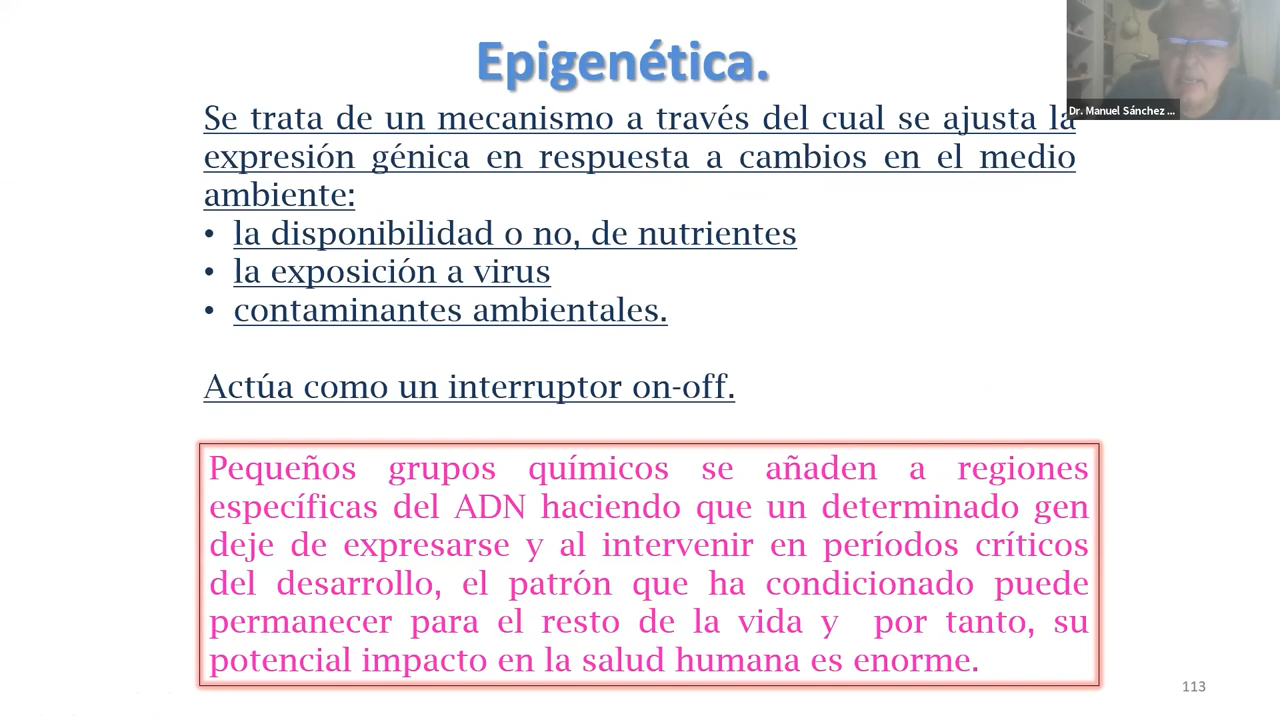 Epigenética.
Dr. Manuel Sánchez ...
Se trata de un mecanismo a través del cual se ajusta la
expresión génica en respuesta a cambios en el medio
ambiente:
• la disponibilidad o no, de nutrientes
• la exposición a virus
• contaminantes ambientales.
Actúa como un interruptor on-off.
Pequeños grupos químicos se añaden a regiones
específicas del ADN haciendo que un determinado gen
deje de expresarse y al intervenir en períodos críticos
del desarrollo, el patrón que ha condicionado puede
permanecer para el resto de la vida y por tanto, su
potencial impacto en la salud humana es enorme.
113